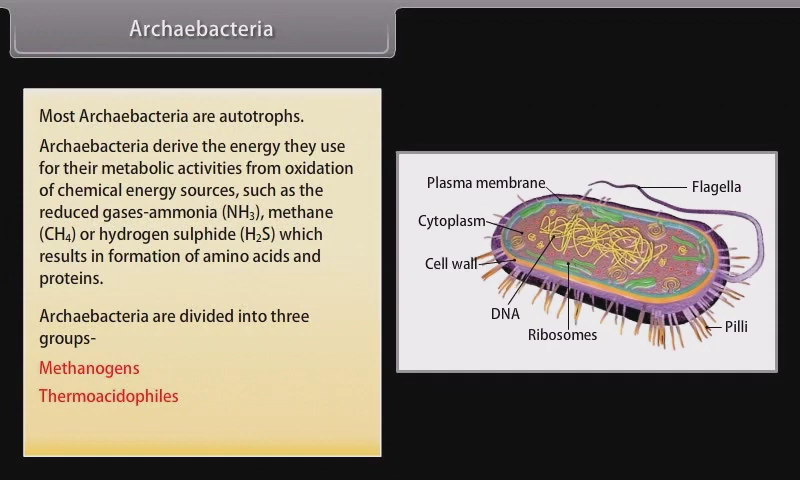 Archaebacteria
Most Archaebacteria are autotrophs.
Archaebacteria derive the energy they use
for their metabolic activities from oxidation
of chemical energy sources, such as the
reduced gases-ammonia (NH₃), methane
(CH₄) or hydrogen sulphide (H₂S) which
results in formation of amino acids and
proteins.
Archaebacteria are divided into three
groups-
Methanogens
Thermoacidophiles
Plasma membrane
Flagella
Cytoplasm
Cell wall
DNA
Ribosomes
Pilli